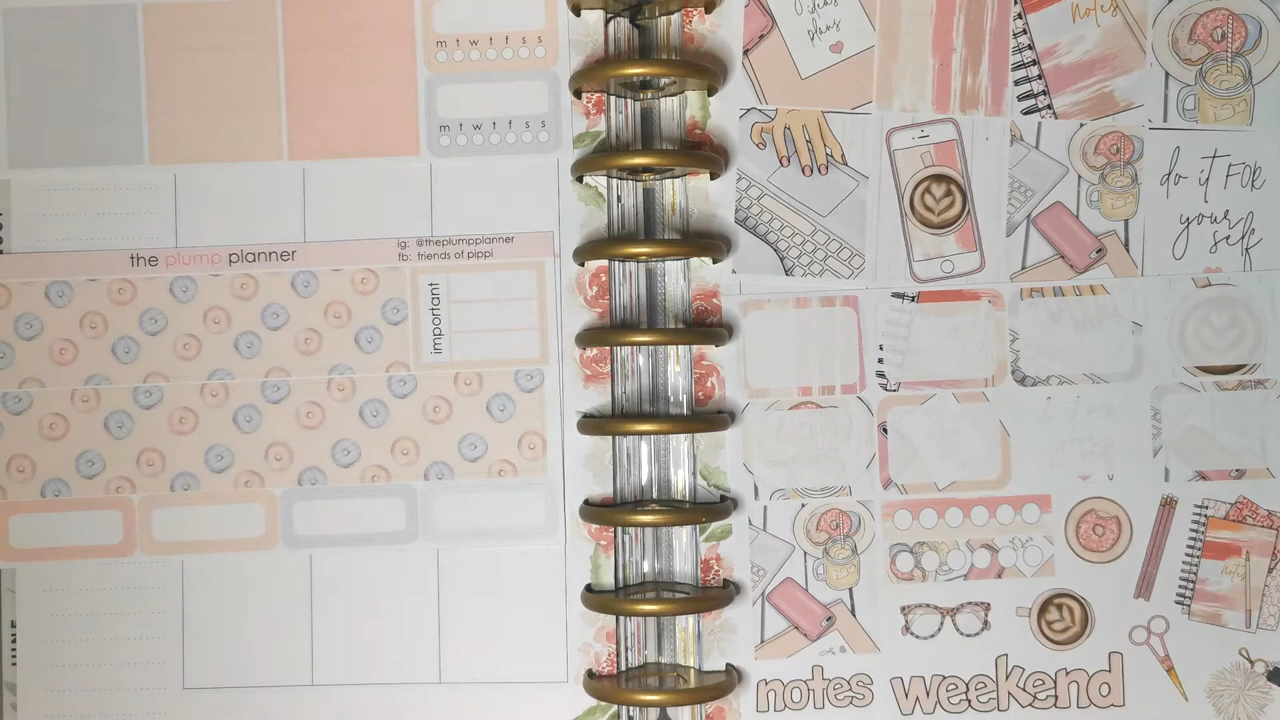 m t w t f s s
m t w t f s s
the plump planner
ig: @theplumpplanner
fb: friends of pippi
important
ideas
plans
notes
do it FOR
your
self
notes
notes weekend